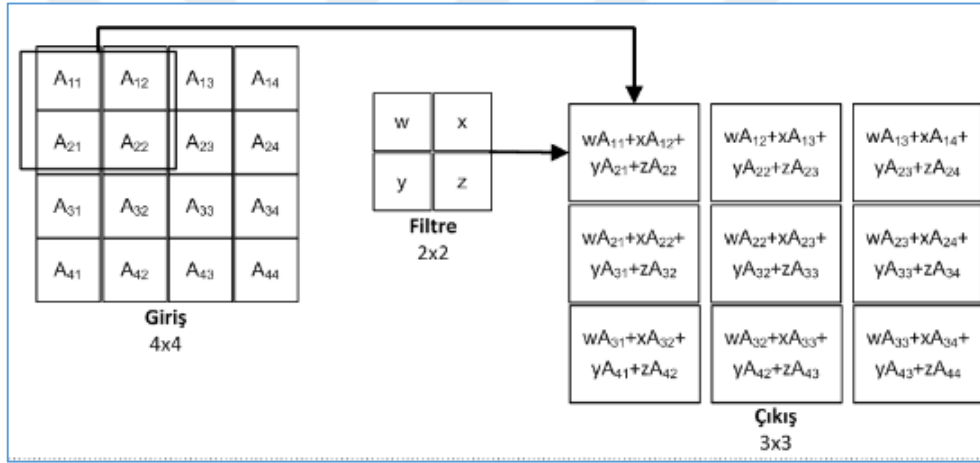 A₁₁ A₁₂ A₁₃ A₁₄
A₂₁ A₂₂ A₂₃ A₂₄
A₃₁ A₃₂ A₃₃ A₃₄
A₄₁ A₄₂ A₄₃ A₄₄
Giriş
4x4
w x
y z
Filtre
2x2
wA₁₁+xA₁₂+
yA₂₁+zA₂₂
wA₁₂+xA₁₃+
yA₂₂+zA₂₃
wA₁₃+xA₁₄+
yA₂₃+zA₂₄
wA₂₁+xA₂₂+
yA₃₁+zA₃₂
wA₂₂+xA₂₃+
yA₃₂+zA₃₃
wA₂₃+xA₂₄+
yA₃₃+zA₃₄
wA₃₁+xA₃₂+
yA₄₁+zA₄₂
wA₃₂+xA₃₃+
yA₄₂+zA₄₃
wA₃₃+xA₃₄+
yA₄₃+zA₄₄
Çıkış
3x3